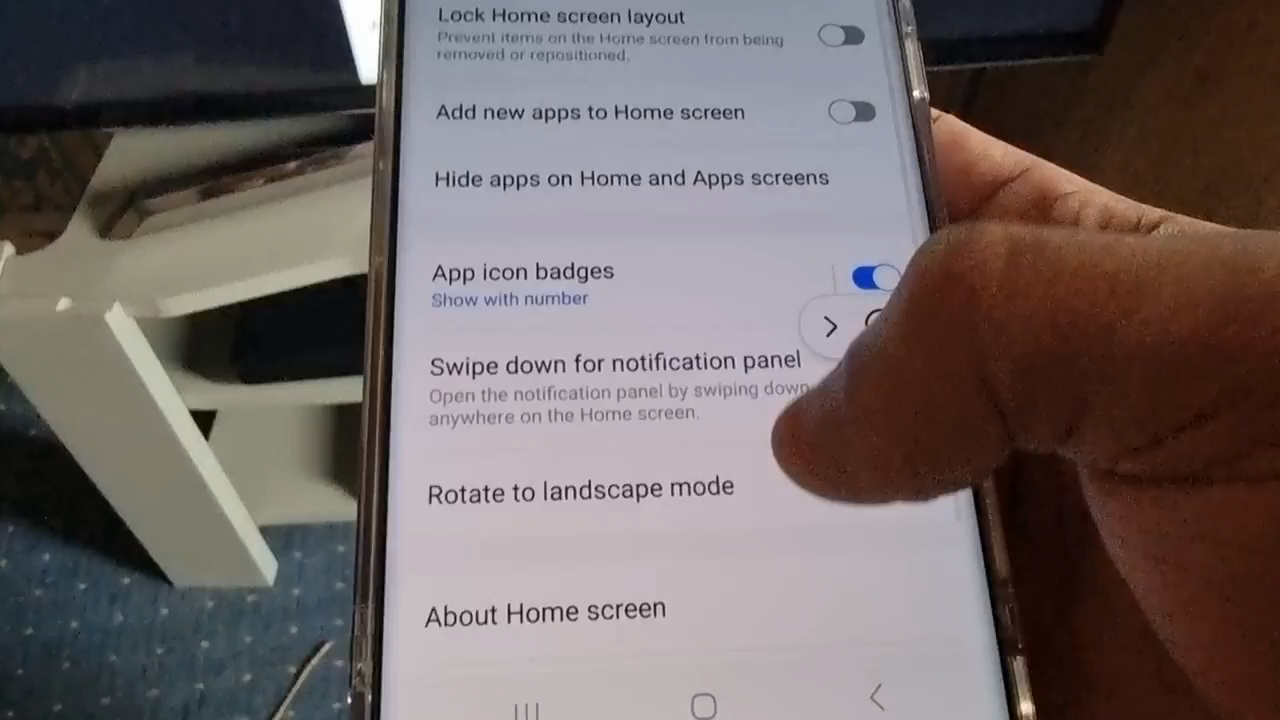 Lock Home screen layout
Prevent items on the Home screen from being
removed or repositioned.
Add new apps to Home screen
Hide apps on Home and Apps screens
App icon badges
Show with number
Swipe down for notification panel
Open the notification panel by swiping down
anywhere on the Home screen.
Rotate to landscape mode
About Home screen